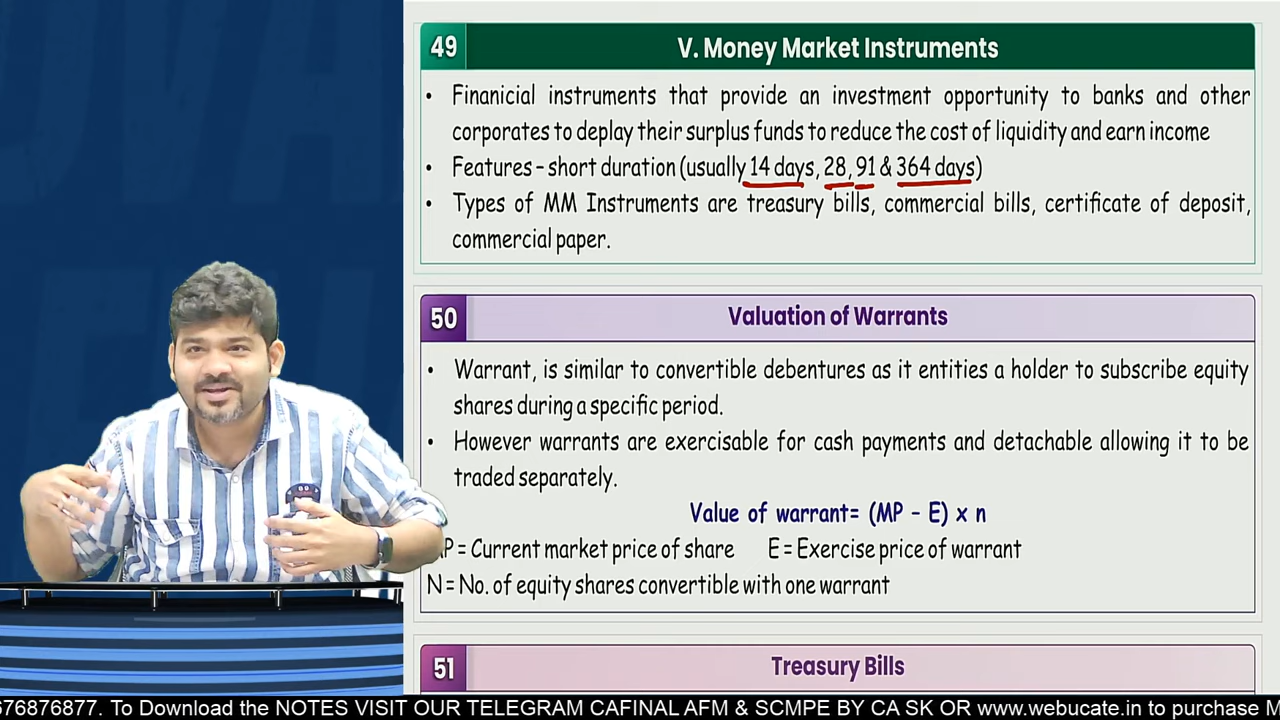 49
V. Money Market Instruments
• Finanicial instruments that provide an investment opportunity to banks and other
corporates to deplay their surplus funds to reduce the cost of liquidity and earn income
• Features – short duration (usually 14 days, 28, 91 & 364 days)
• Types of MM Instruments are treasury bills, commercial bills, certificate of deposit,
commercial paper.
50
Valuation of Warrants
• Warrant, is similar to convertible debentures as it entities a holder to subscribe equity
shares during a specific period.
• However warrants are exercisable for cash payments and detachable allowing it to be
traded separately.
Value of warrant= (MP – E) x n
P = Current market price of share E = Exercise price of warrant
N = No. of equity shares convertible with one warrant
51
Treasury Bills
676876877. To Download the NOTES VISIT OUR TELEGRAM CAFINAL AFM & SCMPE BY CA SK OR www.webucate.in to purchase M